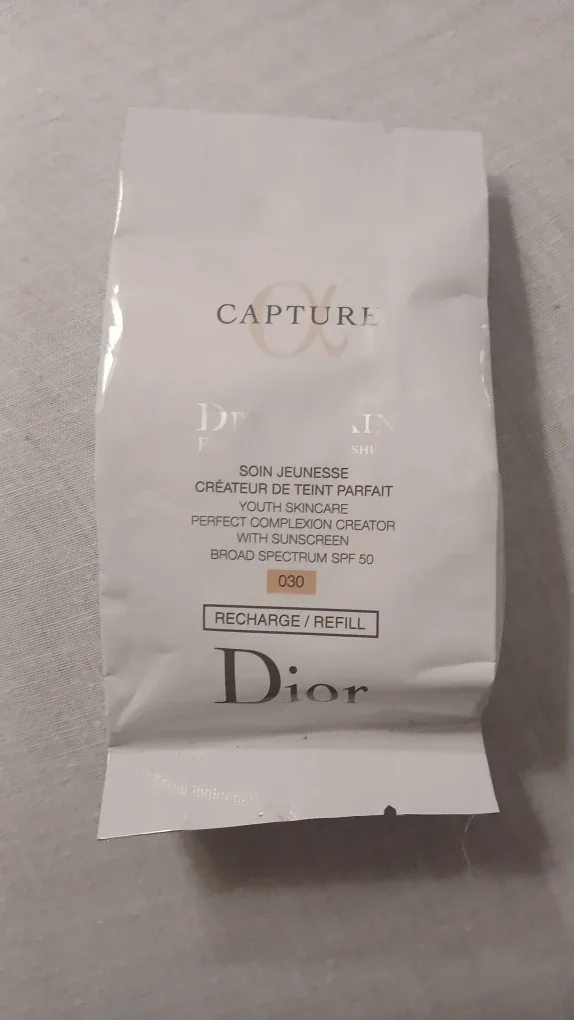 CAPTURE
SOIN JEUNESSE
CRÉATEUR DE TEINT PARFAIT
YOUTH SKINCARE
PERFECT COMPLEXION CREATOR
WITH SUNSCREEN
BROAD SPECTRUM SPF 50
030
RECHARGE / REFILL
Dior